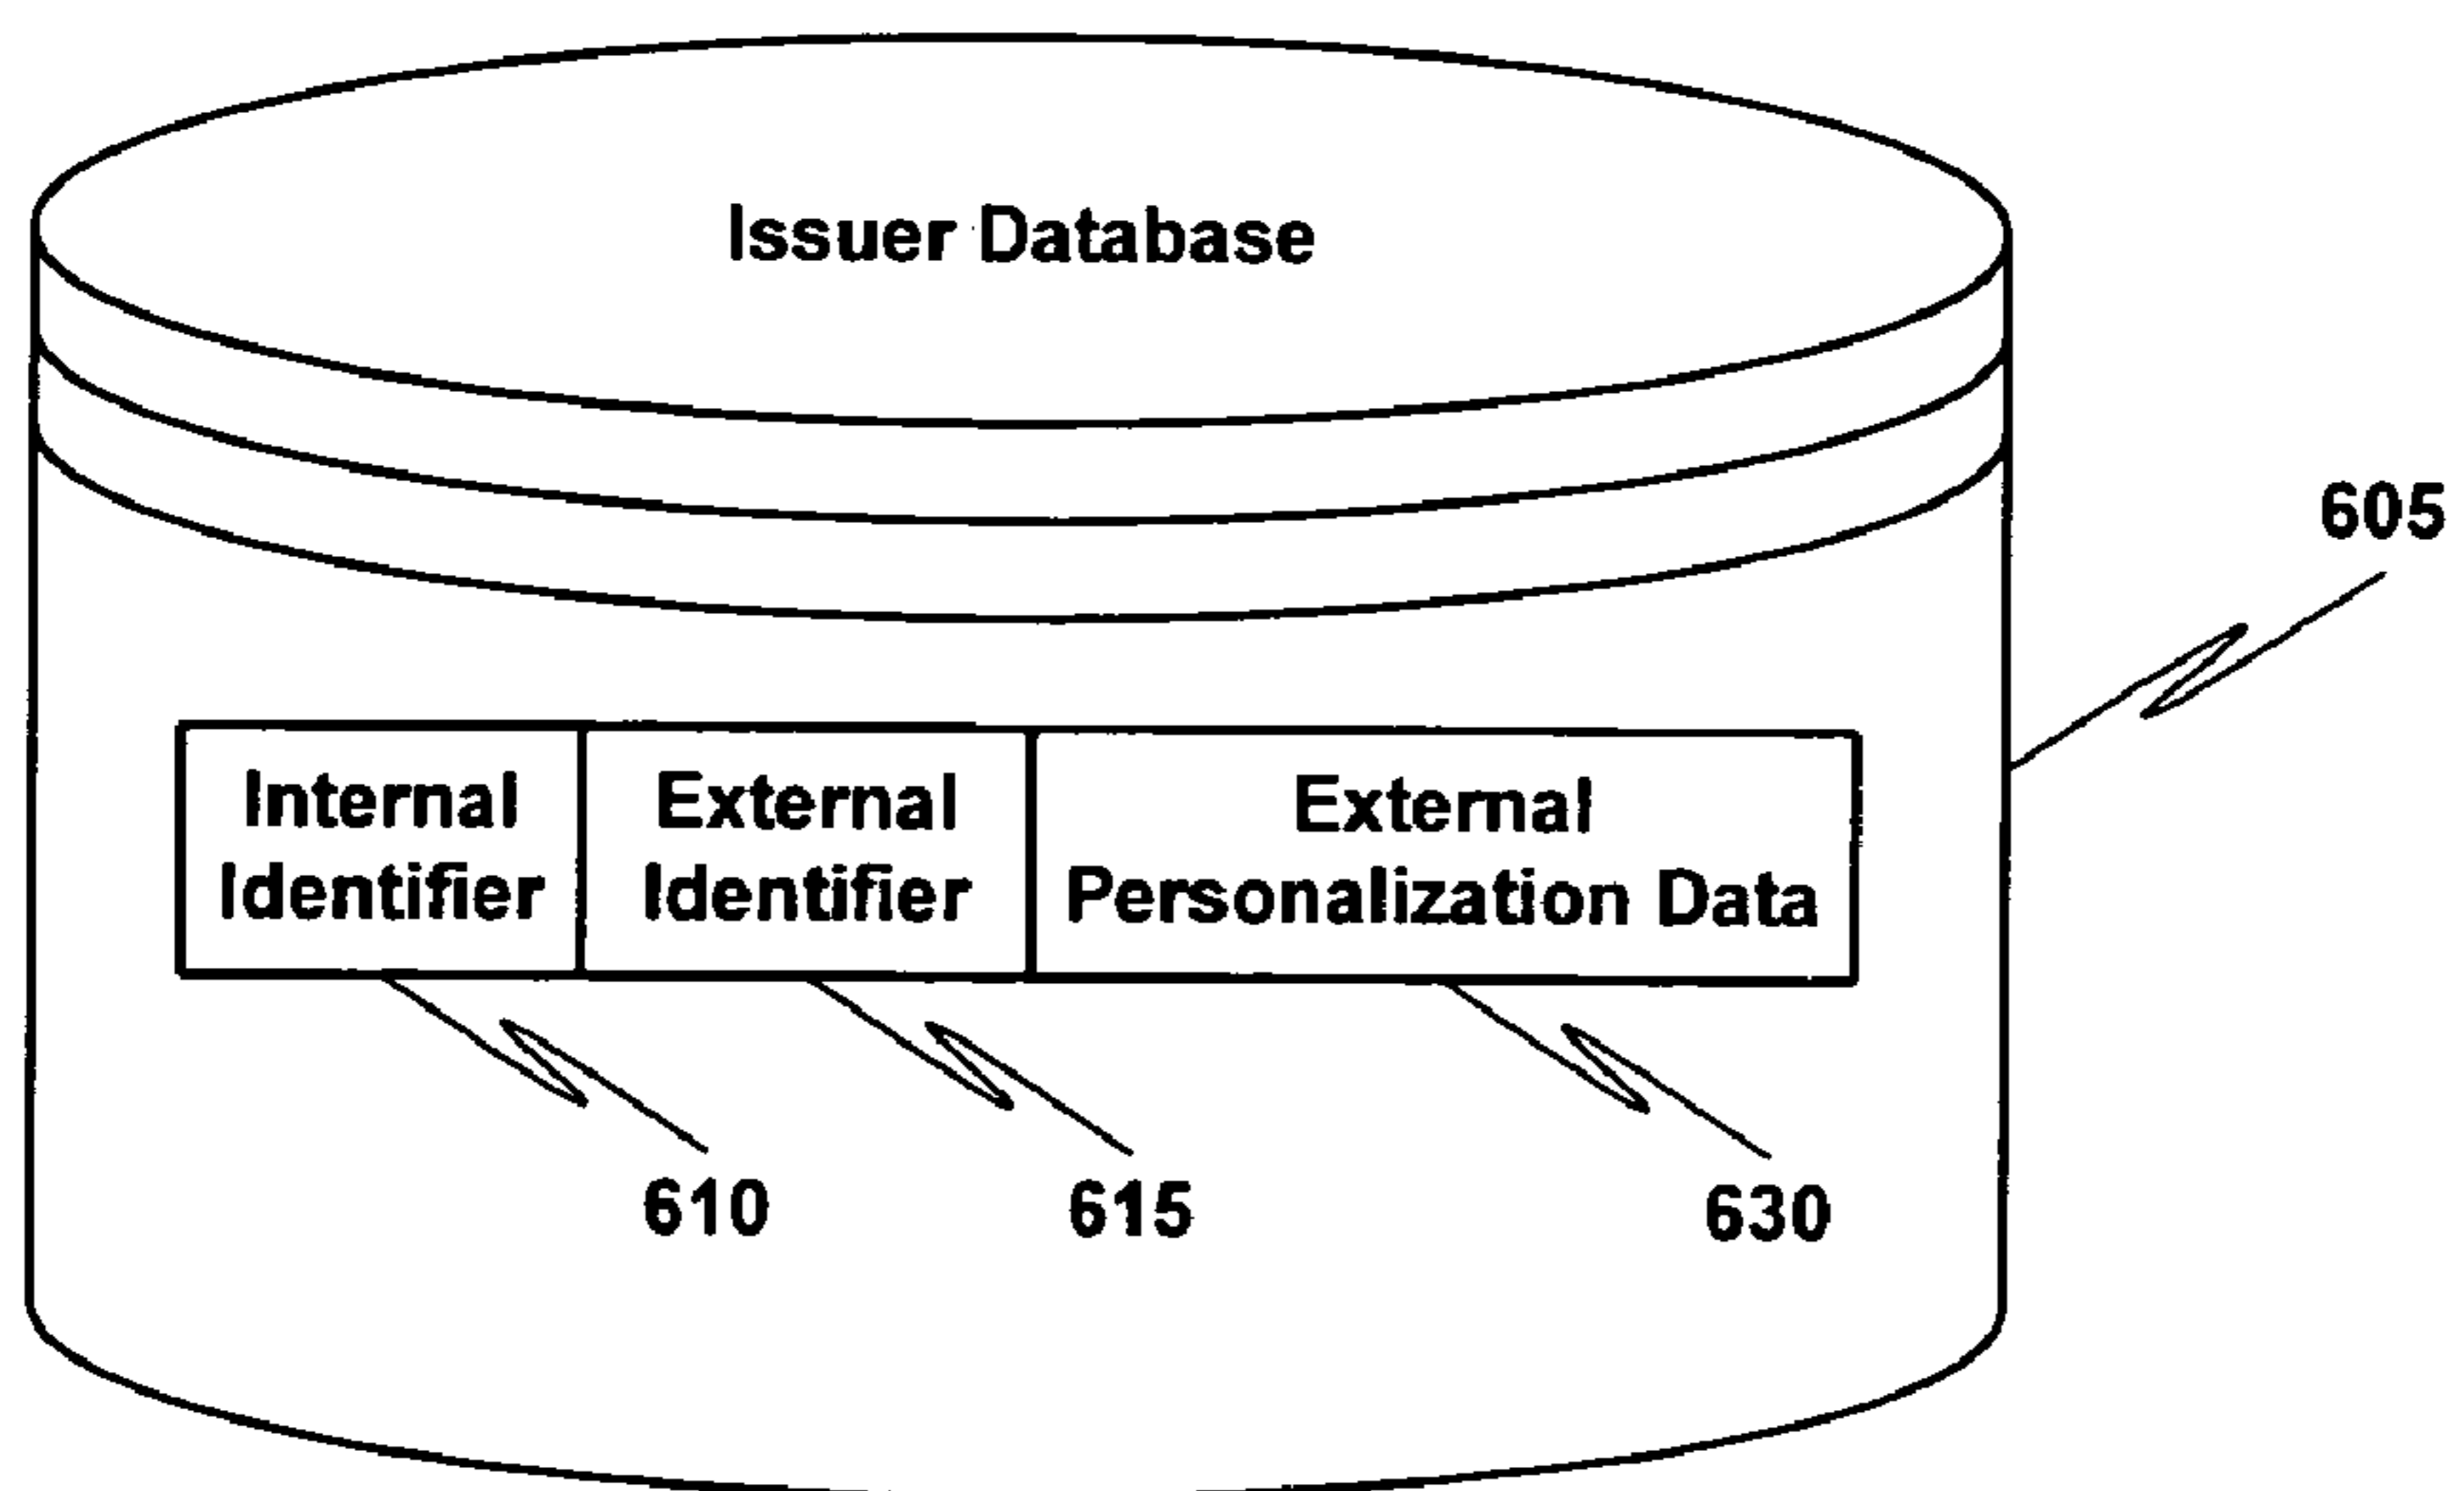 Issuer Database
605
Internal
Identifier
External
Identifier
External
Personalization Data
610
615
630